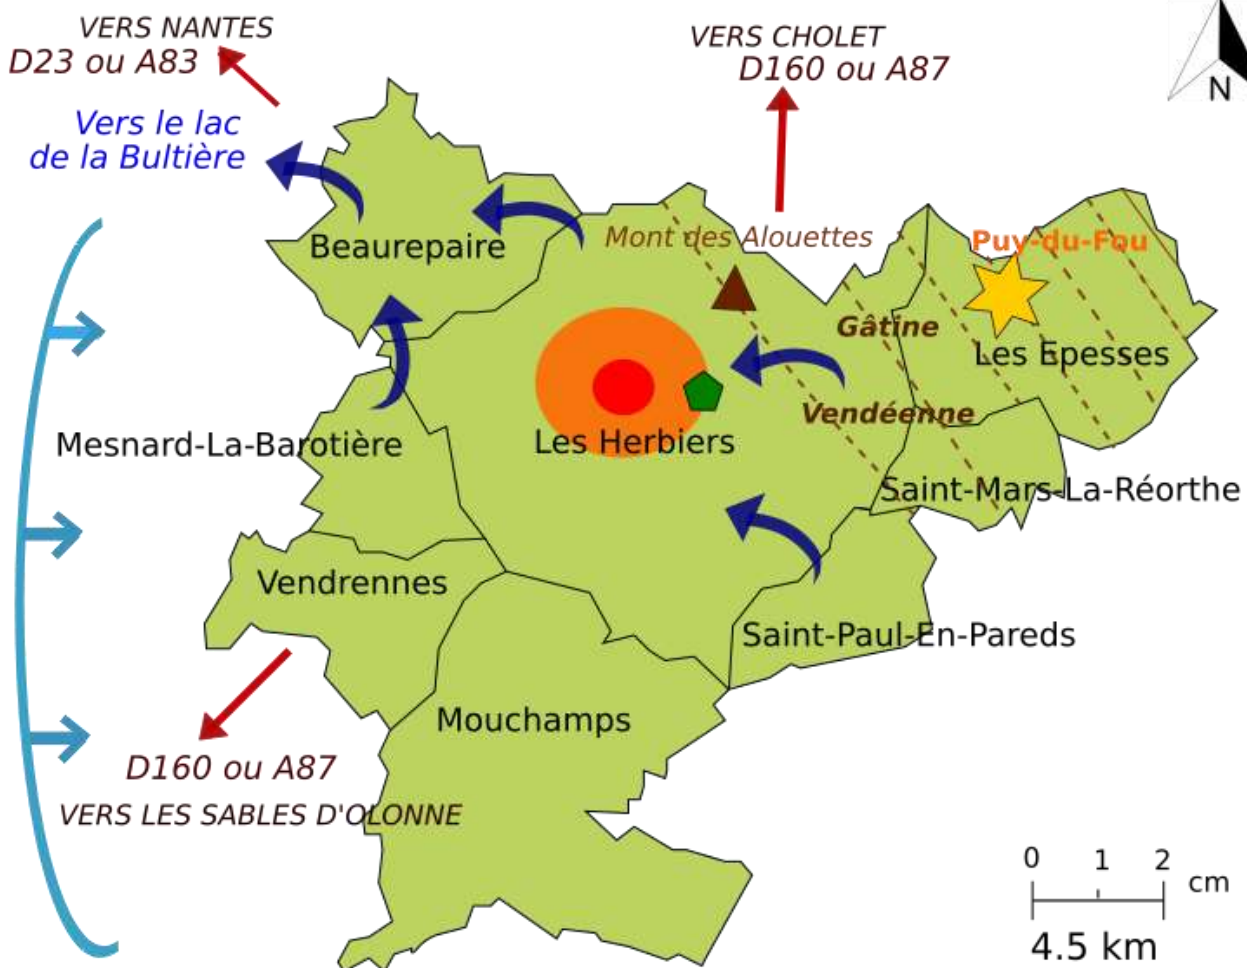 VERS NANTES
D23 ou A83
VERS CHOLET
D160 ou A87
N
Vers le lac
de la Bultière
Beaurepaire
Mont des Alouettes
Puy-du-Fou
Gâtine
Les Epesses
Vendéenne
Mesnard-La-Barotière
Les Herbiers
Saint-Mars-La-Réorthe
Vendrennes
Saint-Paul-En-Pareds
Mouchamps
D160 ou A87
VERS LES SABLES D'OLONNE
0 1 2
cm
4.5 km